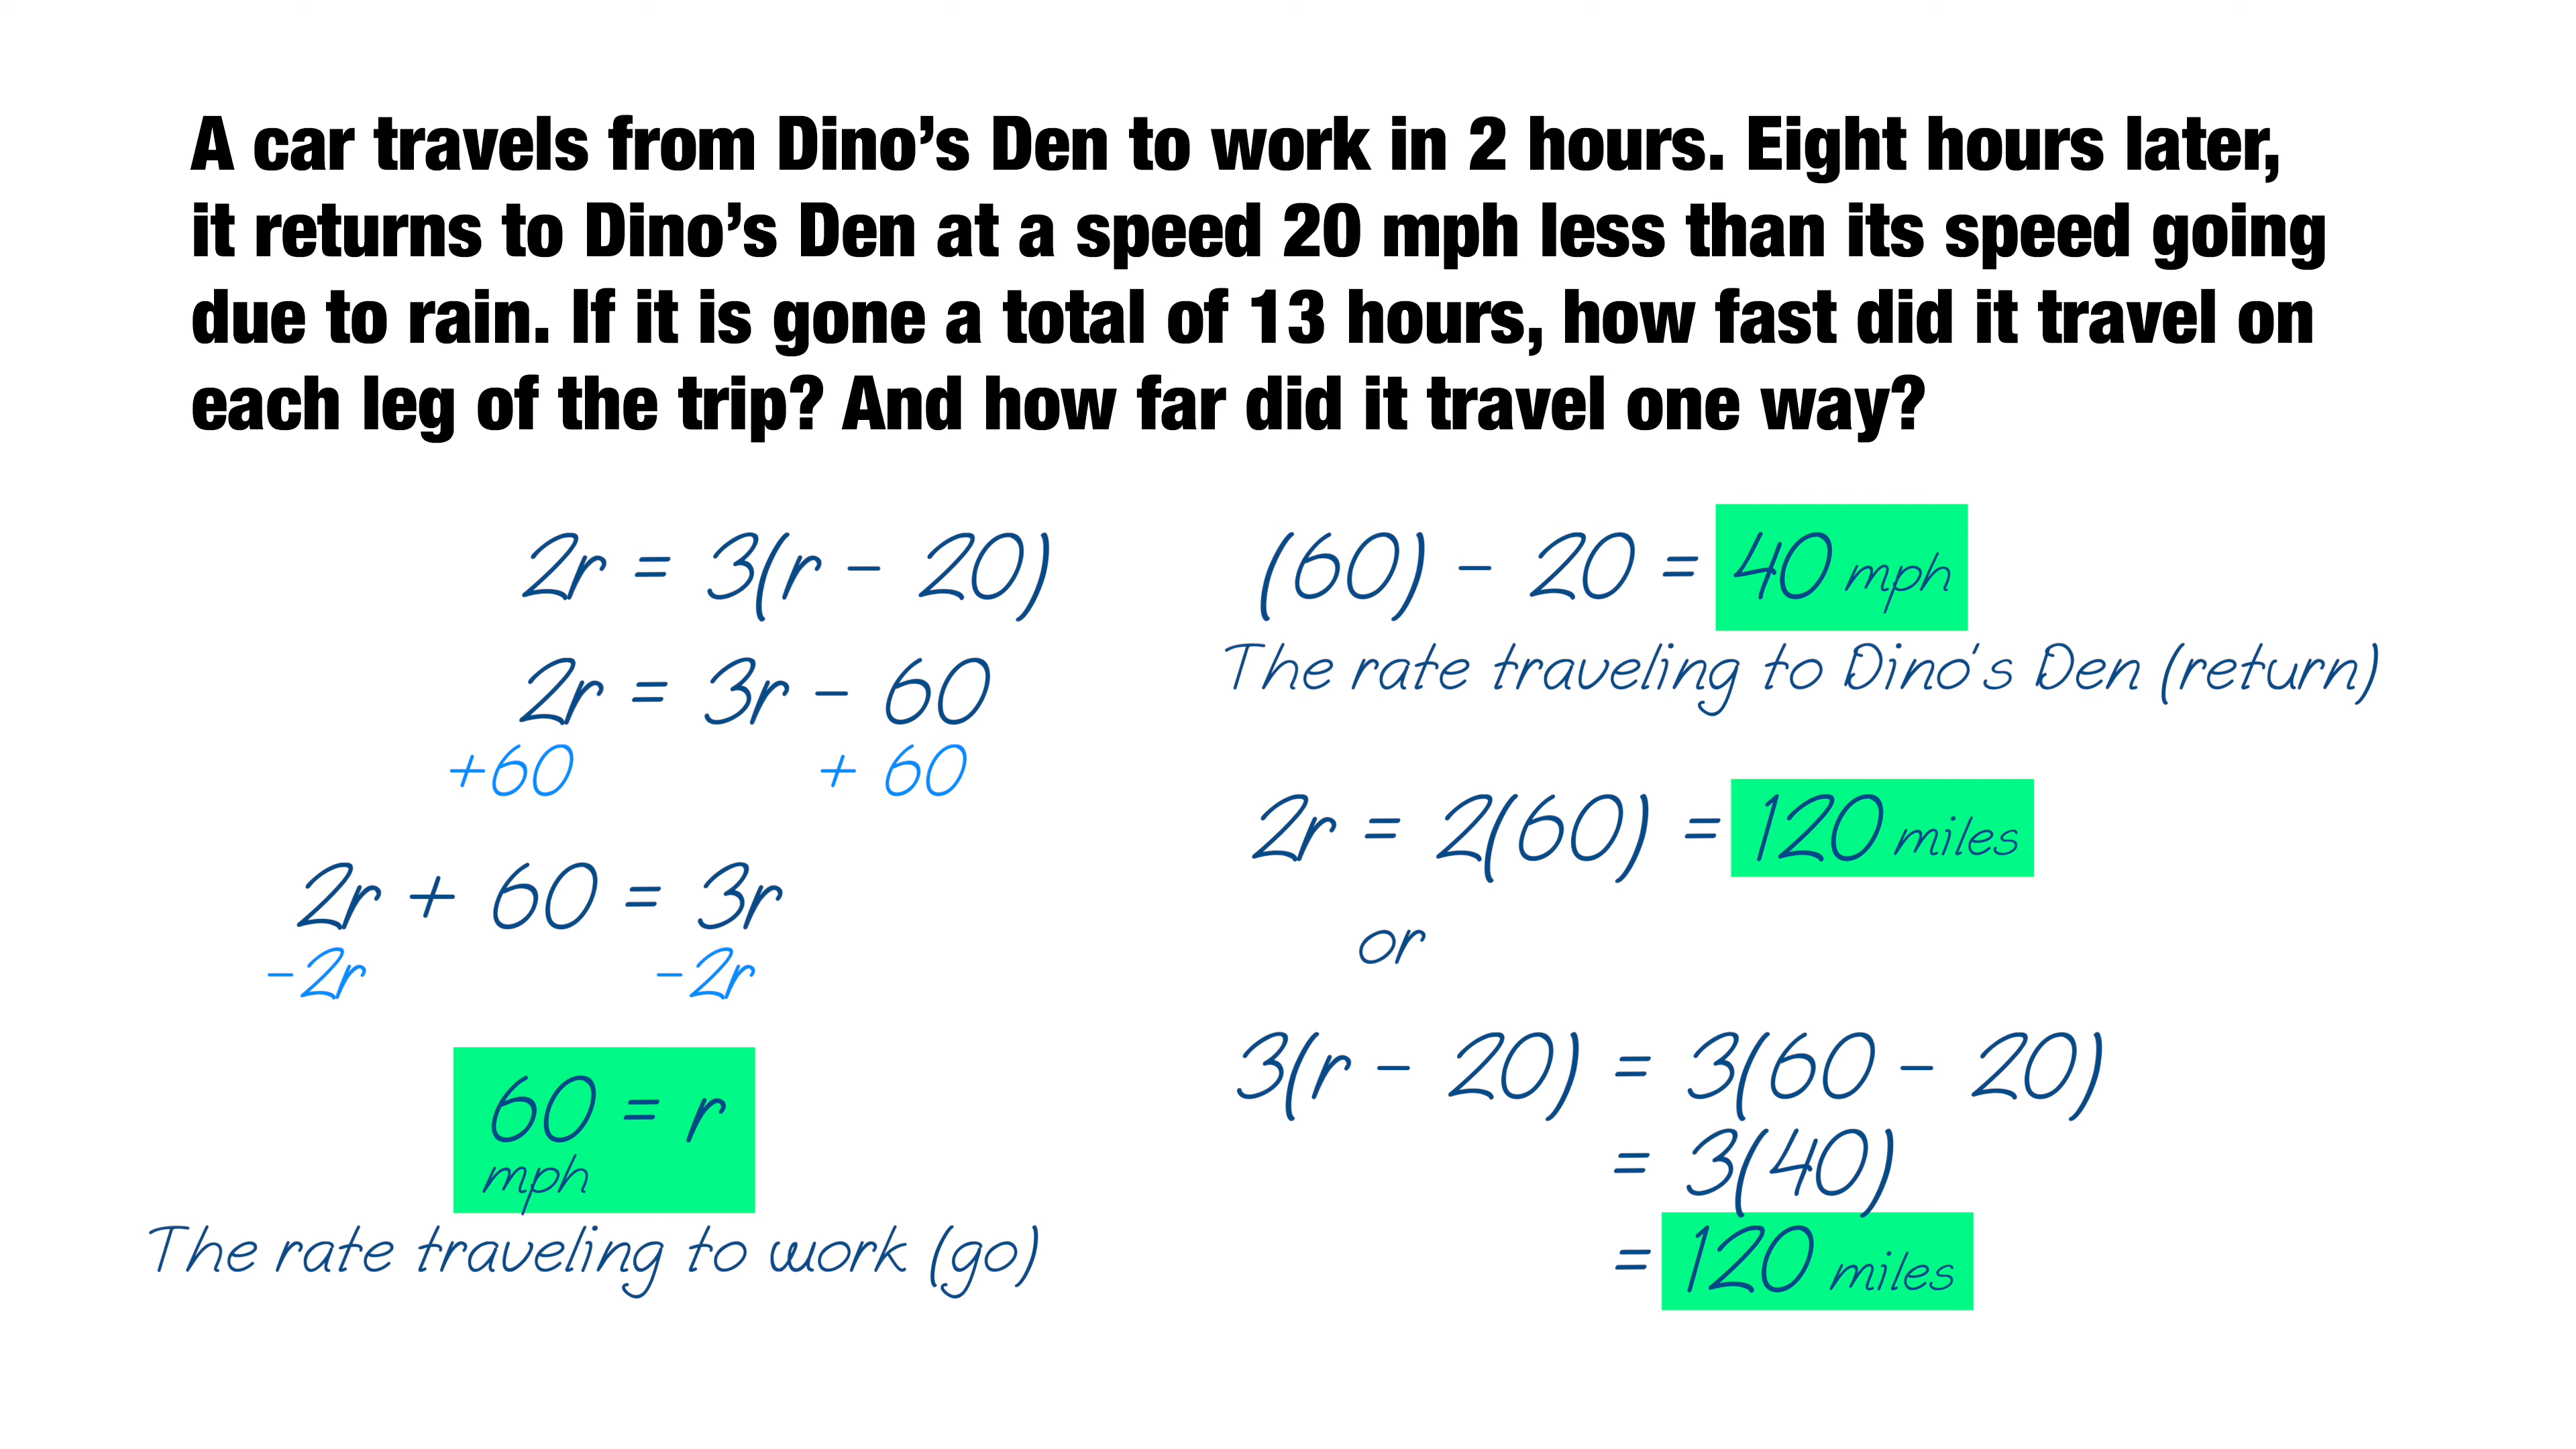 A car travels from Dino’s Den to work in 2 hours. Eight hours later,
it returns to Dino’s Den at a speed 20 mph less than its speed going
due to rain. If it is gone a total of 13 hours, how fast did it travel on
each leg of the trip? And how far did it travel one way?
2r = 3(r - 20)
2r = 3r - 60
+60 + 60
2r + 60 = 3r
-2r -2r
60 = r
mph
The rate traveling to work (go)
(60) - 20 = 40 mph
The rate traveling to Dino's Den (return)
2r = 2(60) = 120 miles
or
3(r - 20) = 3(60 - 20)
= 3(40)
= 120 miles